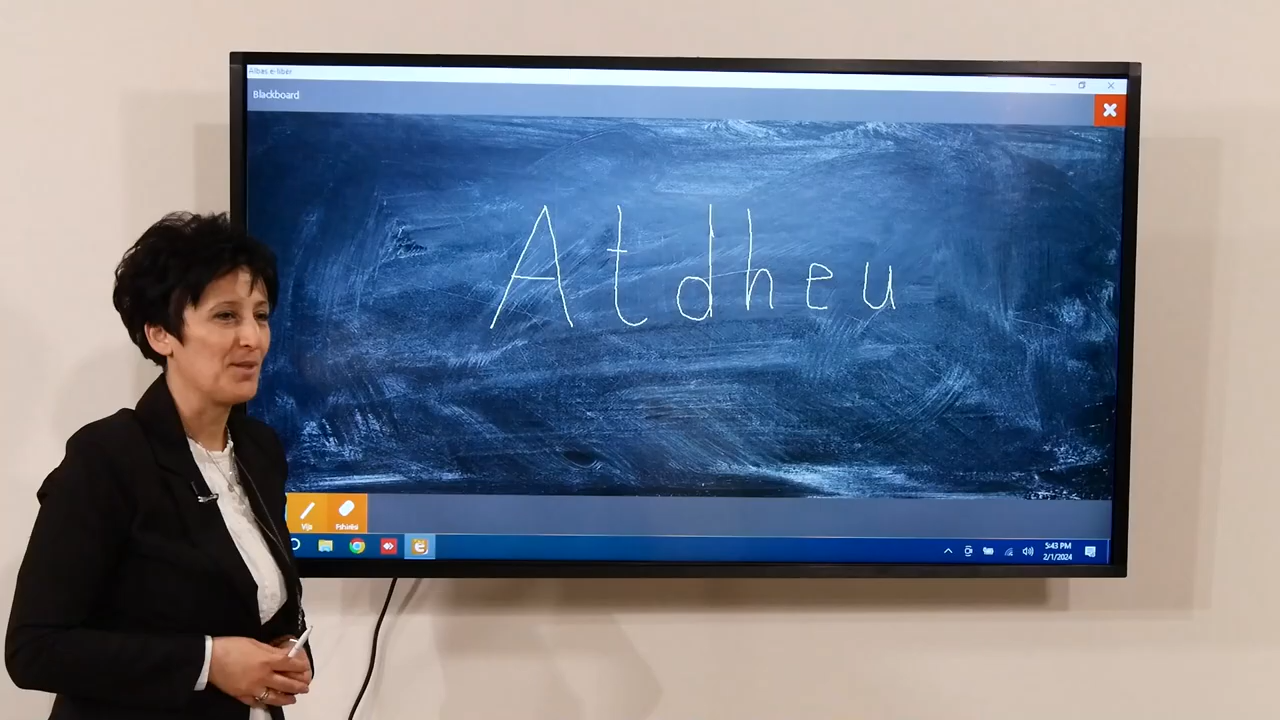 Albas e-libër
Blackboard
Atdheu
Vija
Fshirësi
5:43 PM
2/1/2024